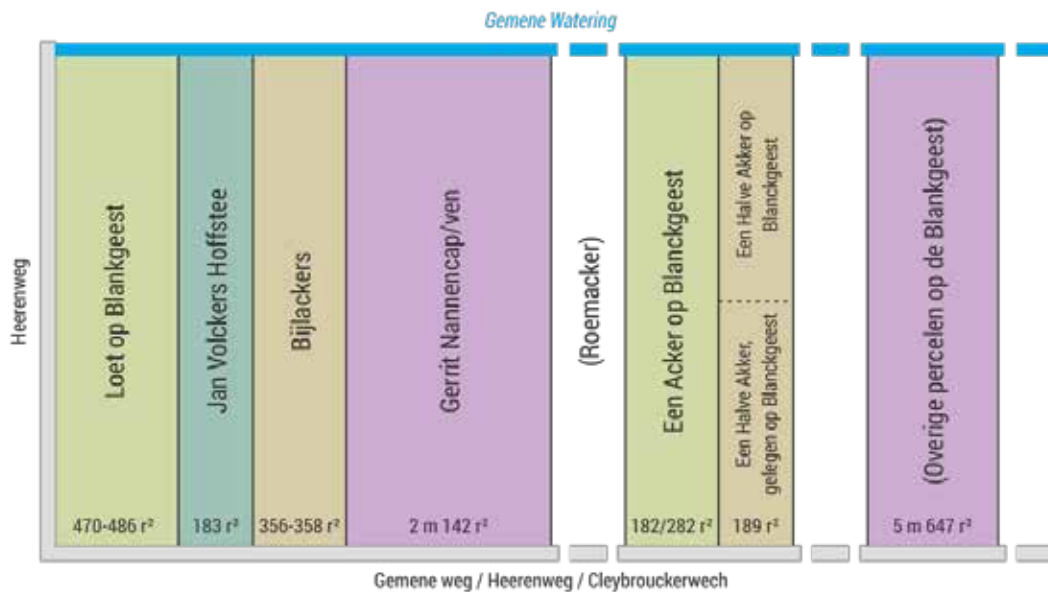 Gemene Watering
Heerenweg
Loet op Blankgeest
470-486 r²
Jan Volckers Hoffstee
183 r²
Bijlackers
356-358 r²
Gerrit Nannencap/ven
2 m 142 r²
(Roemacker)
Een Acker op Blanckgeest
182/282 r²
Een Halve Akker op
Blanckgeest
Een Halve Akker,
gelegen op Blanckgeest
189 r²
(Overige percelen op de Blankgeest)
5 m 647 r²
Gemene weg / Heerenweg / Cleybrouckerwech